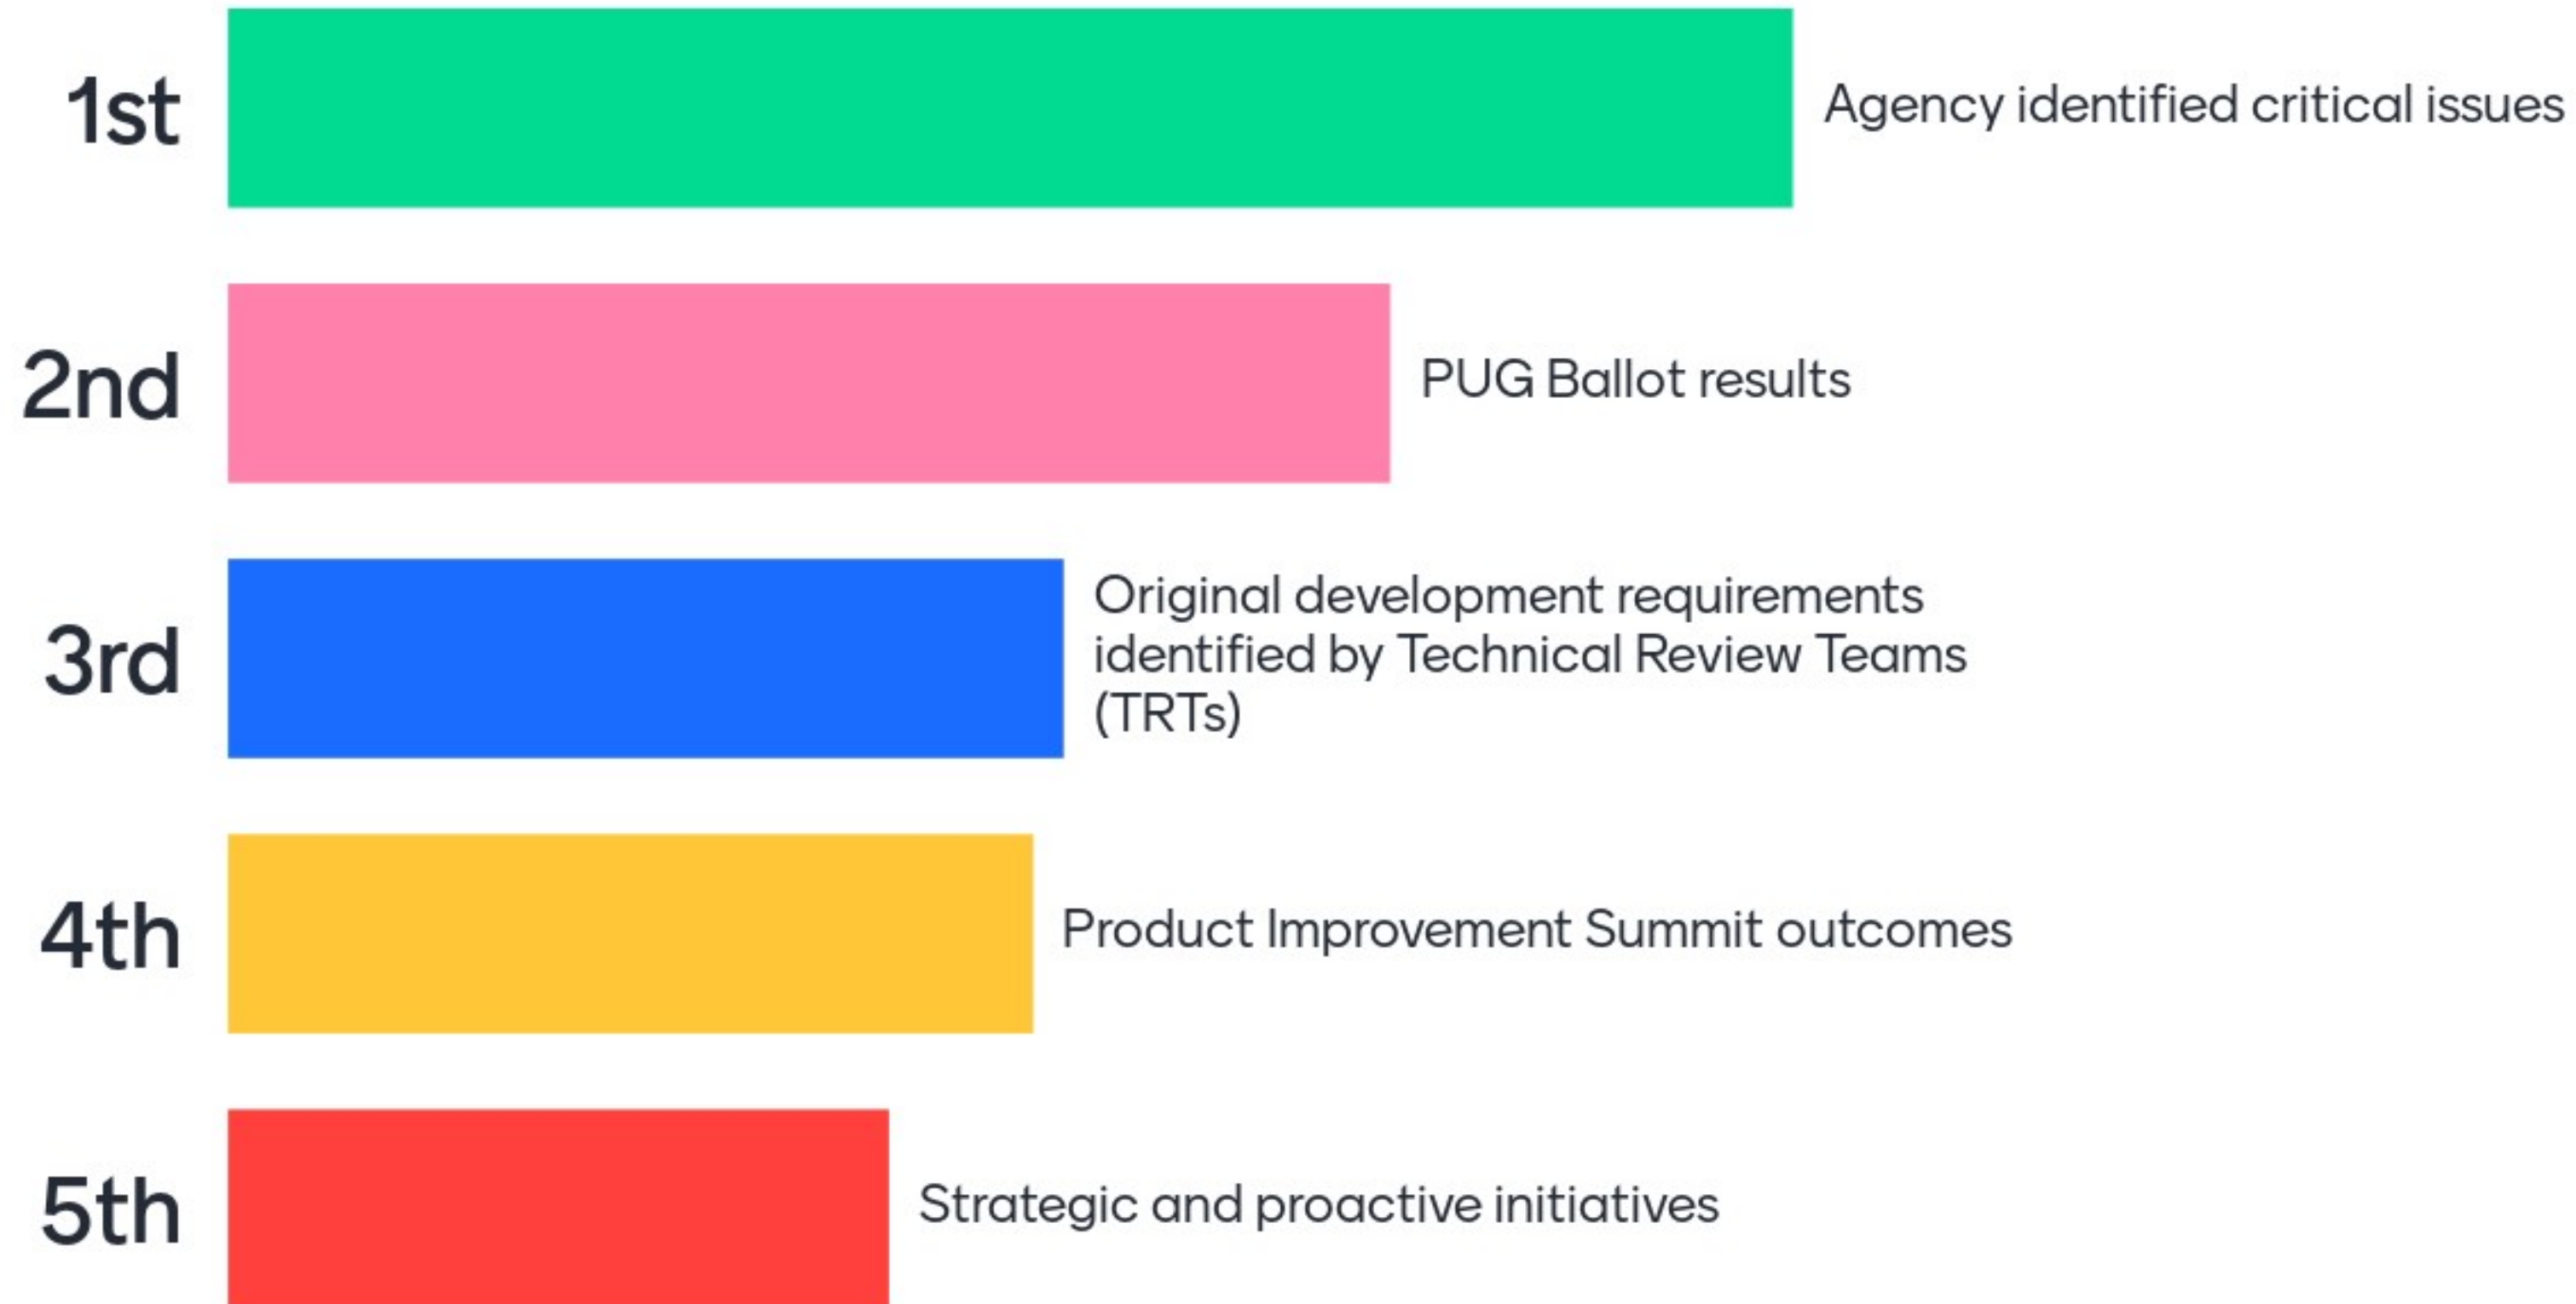 1st
Agency identified critical issues
2nd
PUG Ballot results
3rd
Original development requirements
identified by Technical Review Teams
(TRTs)
4th
Product Improvement Summit outcomes
5th
Strategic and proactive initiatives